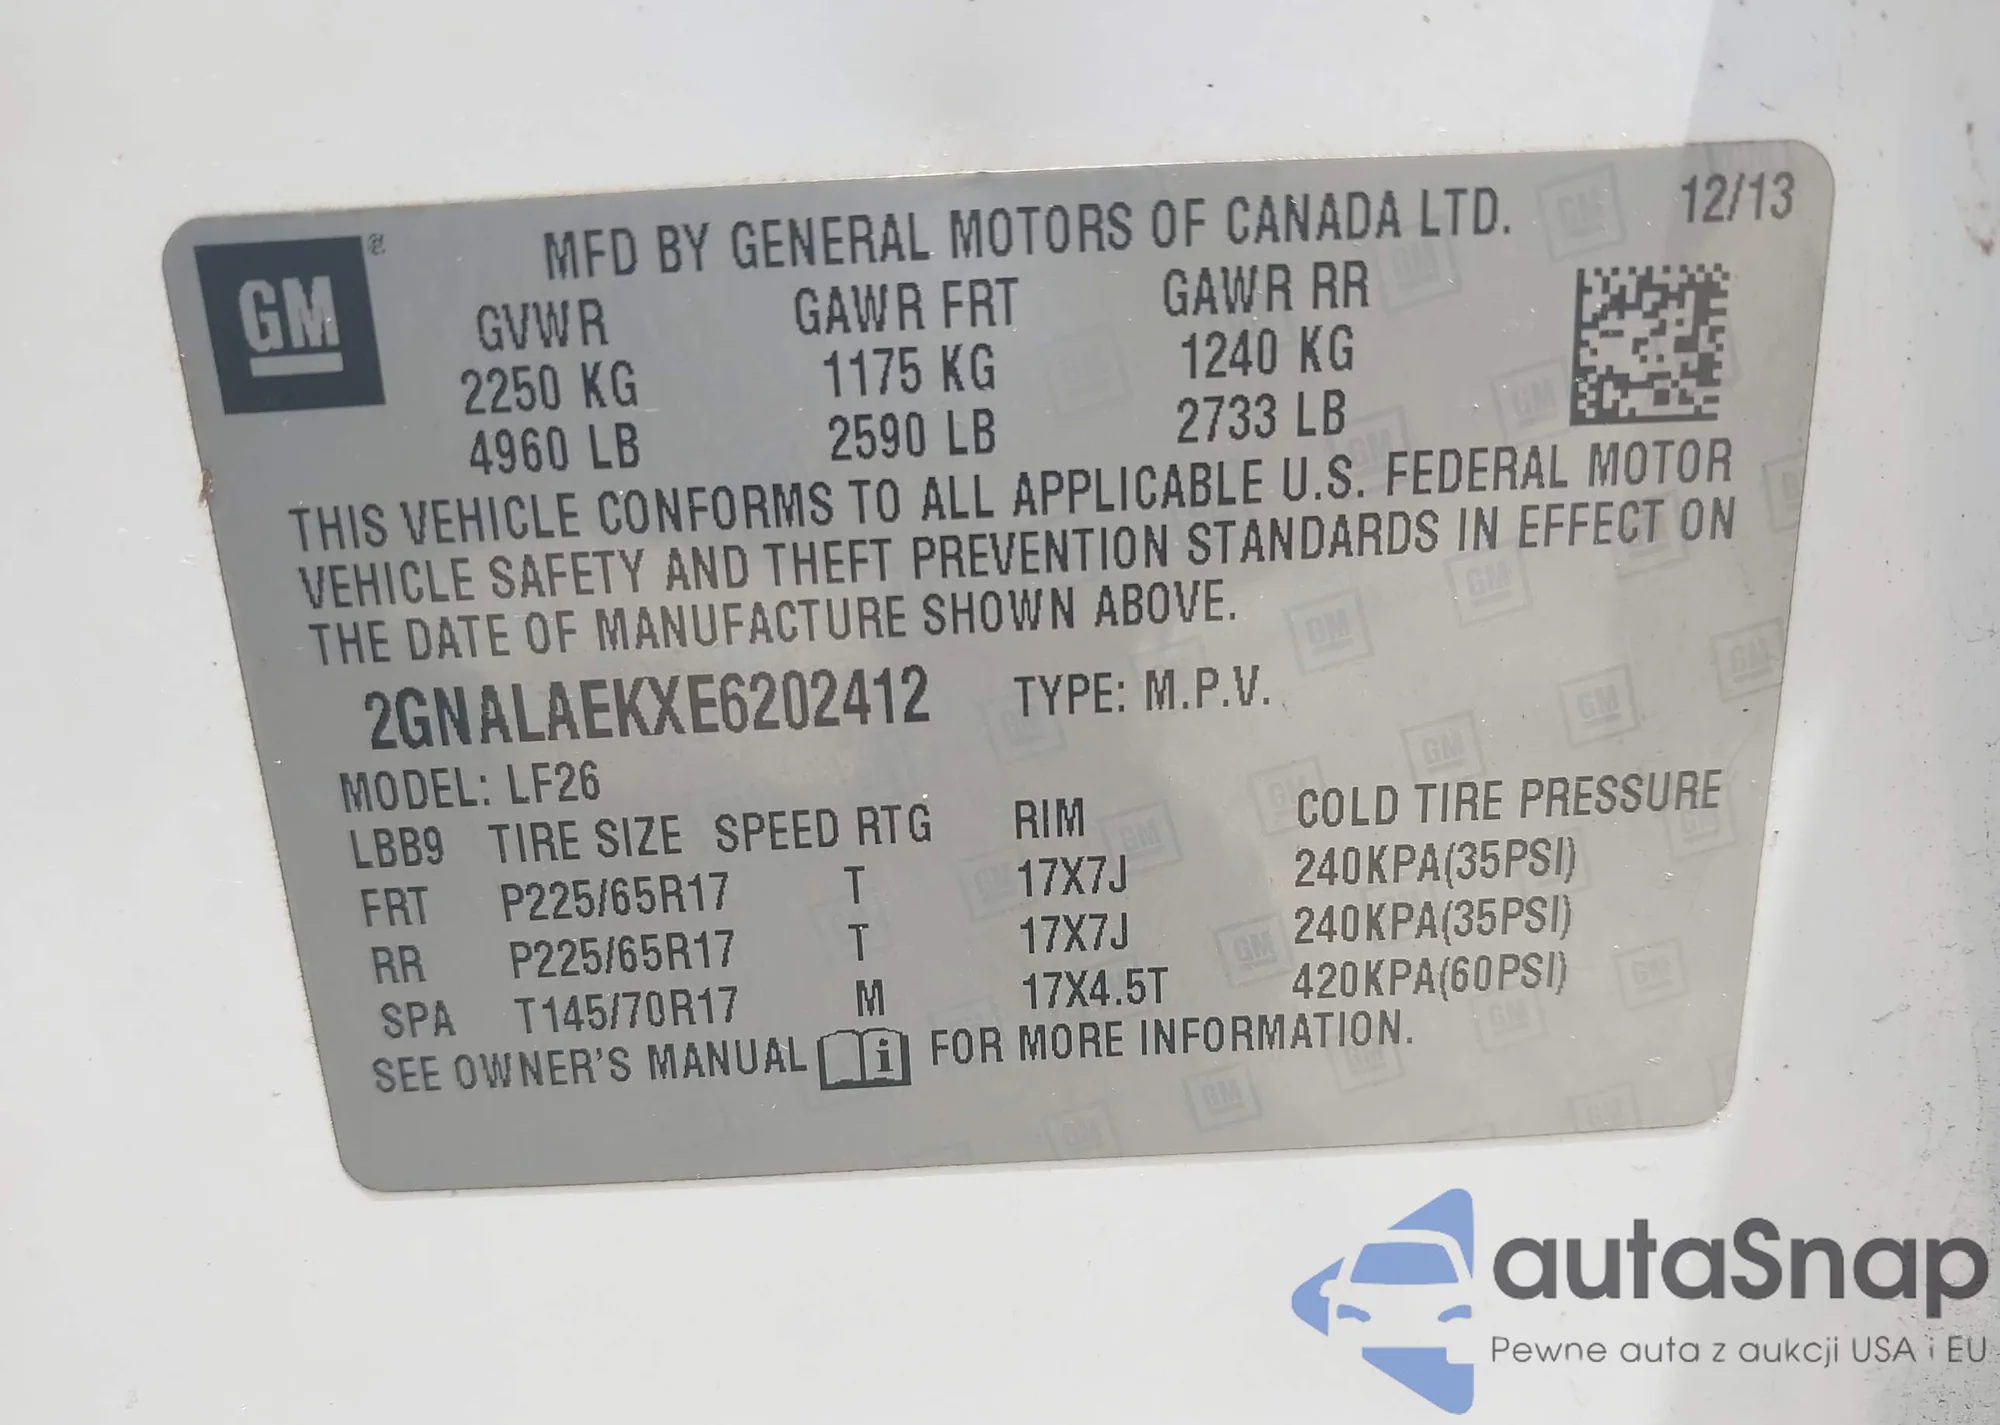 GM ®
MFD BY GENERAL MOTORS OF CANADA LTD. 12/13
GVWR GAWR FRT GAWR RR
2250 KG 1175 KG 1240 KG
4960 LB 2590 LB 2733 LB
THIS VEHICLE CONFORMS TO ALL APPLICABLE U.S. FEDERAL MOTOR
VEHICLE SAFETY AND THEFT PREVENTION STANDARDS IN EFFECT ON
THE DATE OF MANUFACTURE SHOWN ABOVE.
2GNALAEKXE6202412 TYPE: M.P.V.
MODEL: LF26
LBB9 TIRE SIZE SPEED RTG RIM COLD TIRE PRESSURE
FRT P225/65R17 T 17X7J 240KPA(35PSI)
RR P225/65R17 T 17X7J 240KPA(35PSI)
SPA T145/70R17 M 17X4.5T 420KPA(60PSI)
SEE OWNER'S MANUAL i FOR MORE INFORMATION.
autaSnap
Pewne auta z aukcji USA i EU